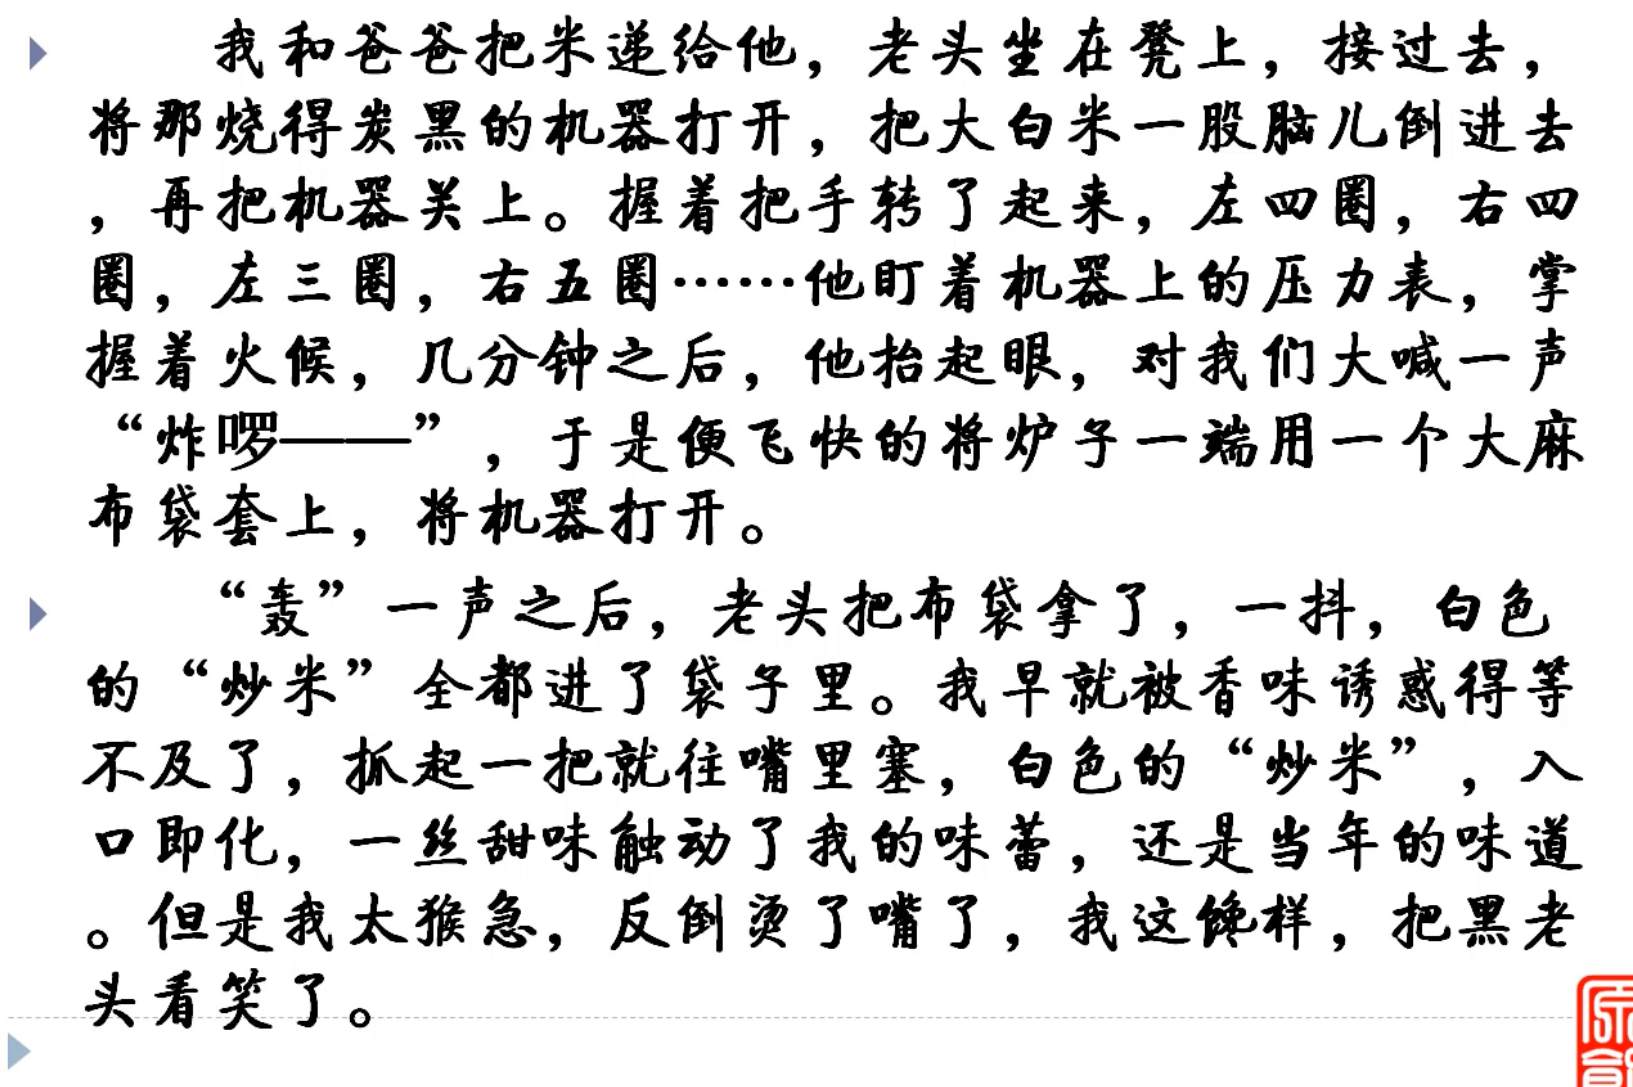 我和爸爸把米递给他，老头坐在凳上，接过去，
将那烧得炭黑的机器打开，把大白米一股脑儿倒进去
，再把机器关上。握着把手转了起来，左四圈，右四
圈，左三圈，右五圈……他盯着机器上的压力表，掌
握着火候，几分钟之后，他抬起眼，对我们大喊一声
“炸啰——”，于是便飞快的将炉子一端用一个大麻
布袋套上，将机器打开。
“轰”一声之后，老头把布袋拿了，一抖，白色
的“炒米”全都进了袋子里。我早就被香味诱惑得等
不及了，抓起一把就往嘴里塞，白色的“炒米”，入
口即化，一丝甜味触动了我的味蕾，还是当年的味道
。但是我太猴急，反倒烫了嘴了，我这馋样，把黑老
头看笑了。